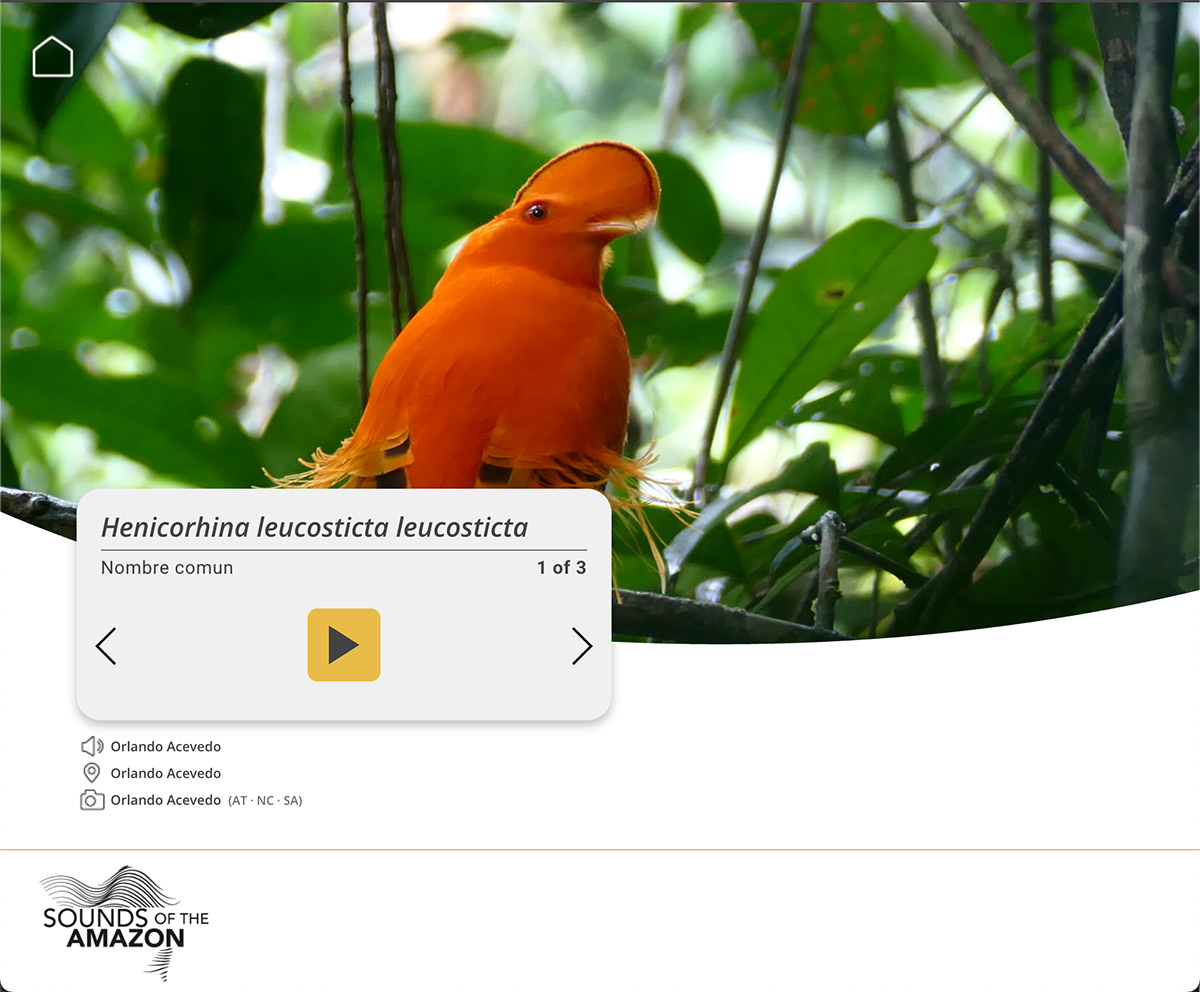 Henicorhina leucosticta leucosticta
Nombre comun 1 of 3
Orlando Acevedo
Orlando Acevedo
Orlando Acevedo (AT · NC · SA)
SOUNDS OF THE
AMAZON